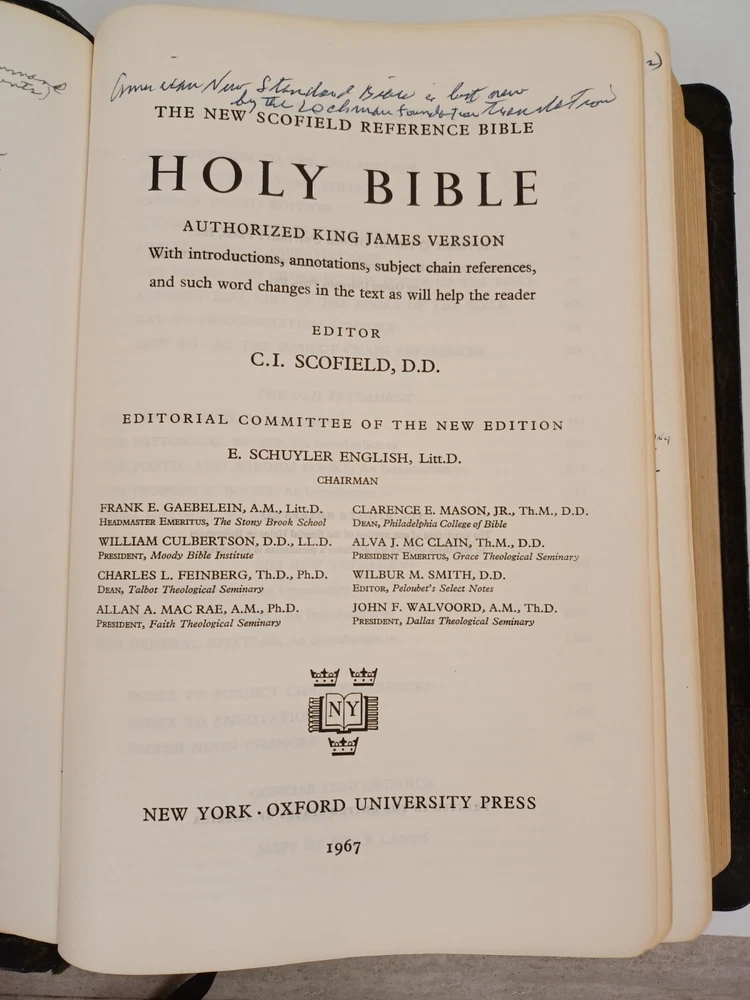 American New Standard Bible is best new
by the Lochman Foundation translation
THE NEW SCOFIELD REFERENCE BIBLE
HOLY BIBLE
AUTHORIZED KING JAMES VERSION
With introductions, annotations, subject chain references,
and such word changes in the text as will help the reader
EDITOR
C.I. SCOFIELD, D.D.
EDITORIAL COMMITTEE OF THE NEW EDITION
E. SCHUYLER ENGLISH, Litt.D.
CHAIRMAN
FRANK E. GAEBELEIN, A.M., Litt.D.
HEADMASTER EMERITUS, The Stony Brook School
WILLIAM CULBERTSON, D.D., LL.D.
PRESIDENT, Moody Bible Institute
CHARLES L. FEINBERG, Th.D., Ph.D.
DEAN, Talbot Theological Seminary
ALLAN A. MAC RAE, A.M., Ph.D.
PRESIDENT, Faith Theological Seminary
CLARENCE E. MASON, JR., Th.M., D.D.
DEAN, Philadelphia College of Bible
ALVA J. MC CLAIN, Th.M., D.D.
PRESIDENT EMERITUS, Grace Theological Seminary
WILBUR M. SMITH, D.D.
EDITOR, Peloubet's Select Notes
JOHN F. WALVOORD, A.M., Th.D.
PRESIDENT, Dallas Theological Seminary
NY
NEW YORK · OXFORD UNIVERSITY PRESS
1967